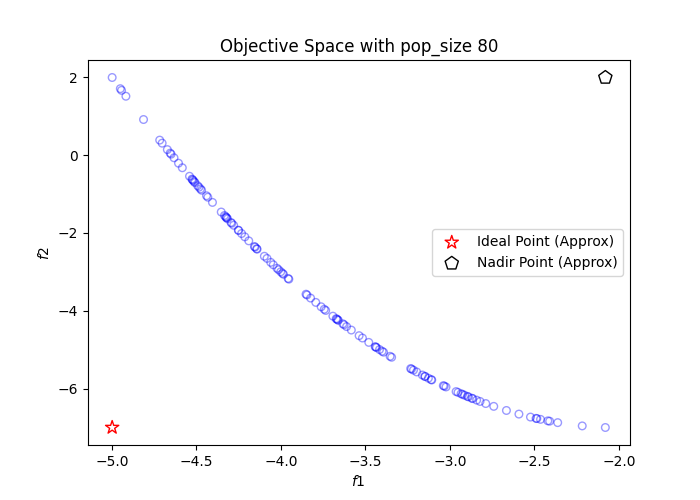 Objective Space with pop_size 80
2
0
−2
−4
−6
f2
Ideal Point (Approx)
Nadir Point (Approx)
−5.0 −4.5 −4.0 −3.5 −3.0 −2.5 −2.0
f1